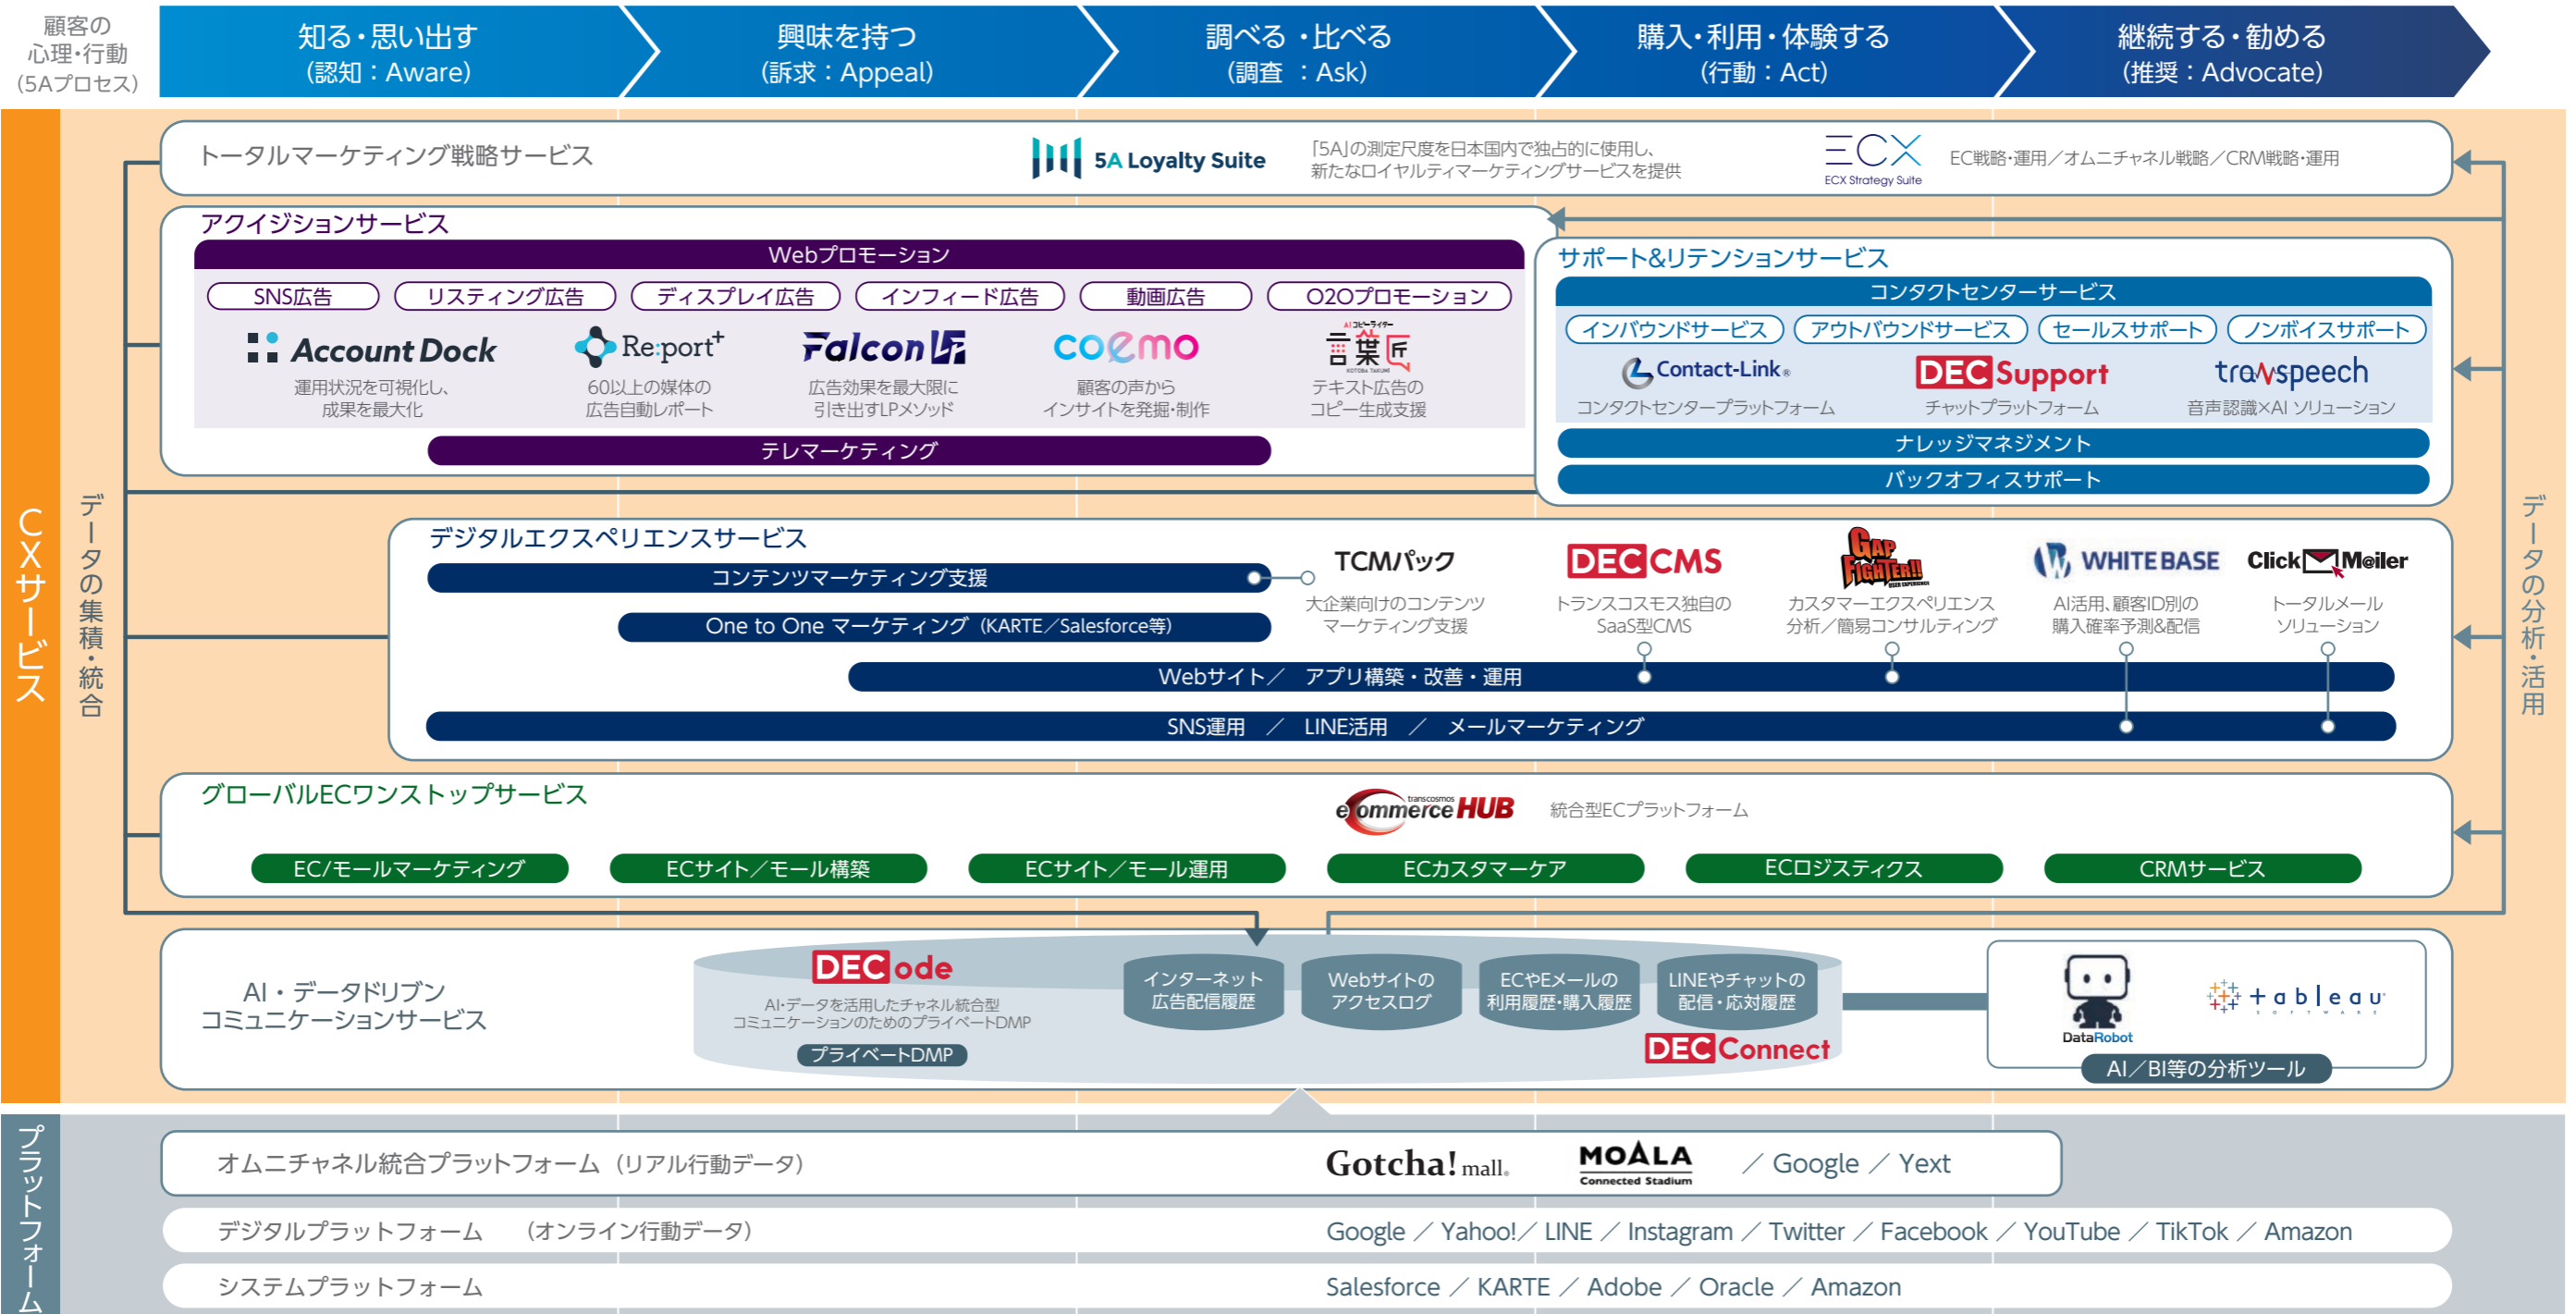 顧客の
心理・行動
(5Aプロセス)
知る・思い出す
(認知：Aware)
興味を持つ
(訴求：Appeal)
調べる・比べる
(調査 ：Ask)
購入・利用・体験する
(行動：Act)
継続する・勧める
(推奨：Advocate)
CXサービス
データの集積・統合
データの分析・活用
トータルマーケティング戦略サービス
5A Loyalty Suite
「5A」の測定尺度を日本国内で独占的に使用し、
新たなロイヤルティマーケティングサービスを提供
ECX
ECX Strategy Suite
EC戦略・運用／オムニチャネル戦略／CRM戦略・運用
アクイジションサービス
Webプロモーション
SNS広告
リスティング広告
ディスプレイ広告
インフィード広告
動画広告
O2Oプロモーション
Account Dock
運用状況を可視化し、
成果を最大化
Re:port+
60以上の媒体の
広告自動レポート
Falcon
広告効果を最大限に
引き出すLPメソッド
coemo
顧客の声から
インサイトを発掘・制作
AIコピーライター
言葉匠
KOTOBA TAKUMI
テキスト広告の
コピー生成支援
テレマーケティング
サポート&リテンションサービス
コンタクトセンターサービス
インバウンドサービス
アウトバウンドサービス
セールスサポート
ノンボイスサポート
Contact-Link®
コンタクトセンタープラットフォーム
DEC Support
チャットプラットフォーム
transpeech
音声認識×AI ソリューション
ナレッジマネジメント
バックオフィスサポート
デジタルエクスペリエンスサービス
コンテンツマーケティング支援
One to One マーケティング（KARTE／Salesforce等）
TCMパック
大企業向けのコンテンツ
マーケティング支援
DEC CMS
トランスコスモス独自の
SaaS型CMS
GAP FIGHTER!!
USER EXPERIENCE
カスタマーエクスペリエンス
分析／簡易コンサルティング
WHITE BASE
AI活用、顧客ID別の
購入確率予測&配信
Click M@iler
トータルメール
ソリューション
Webサイト／ アプリ構築・改善・運用
SNS運用 ／ LINE活用 ／ メールマーケティング
グローバルECワンストップサービス
transcosmos
eCommerce HUB
統合型ECプラットフォーム
EC/モールマーケティング
ECサイト／モール構築
ECサイト／モール運用
ECカスタマーケア
ECロジスティクス
CRMサービス
AI・データドリブン
コミュニケーションサービス
DECode
AI・データを活用したチャネル統合型
コミュニケーションのためのプライベートDMP
プライベートDMP
インターネット
広告配信履歴
Webサイトの
アクセスログ
ECやEメールの
利用履歴・購入履歴
LINEやチャットの
配信・応対履歴
DEC Connect
DataRobot
tableau
SOFTWARE
AI／BI等の分析ツール
プラットフォーム
オムニチャネル統合プラットフォーム（リアル行動データ）
Gotcha!mall®
MOALA
Connected Stadium
／ Google ／ Yext
デジタルプラットフォーム （オンライン行動データ）
Google ／ Yahoo!／ LINE ／ Instagram ／ Twitter ／ Facebook ／ YouTube ／ TikTok ／ Amazon
システムプラットフォーム
Salesforce ／ KARTE ／ Adobe ／ Oracle ／ Amazon